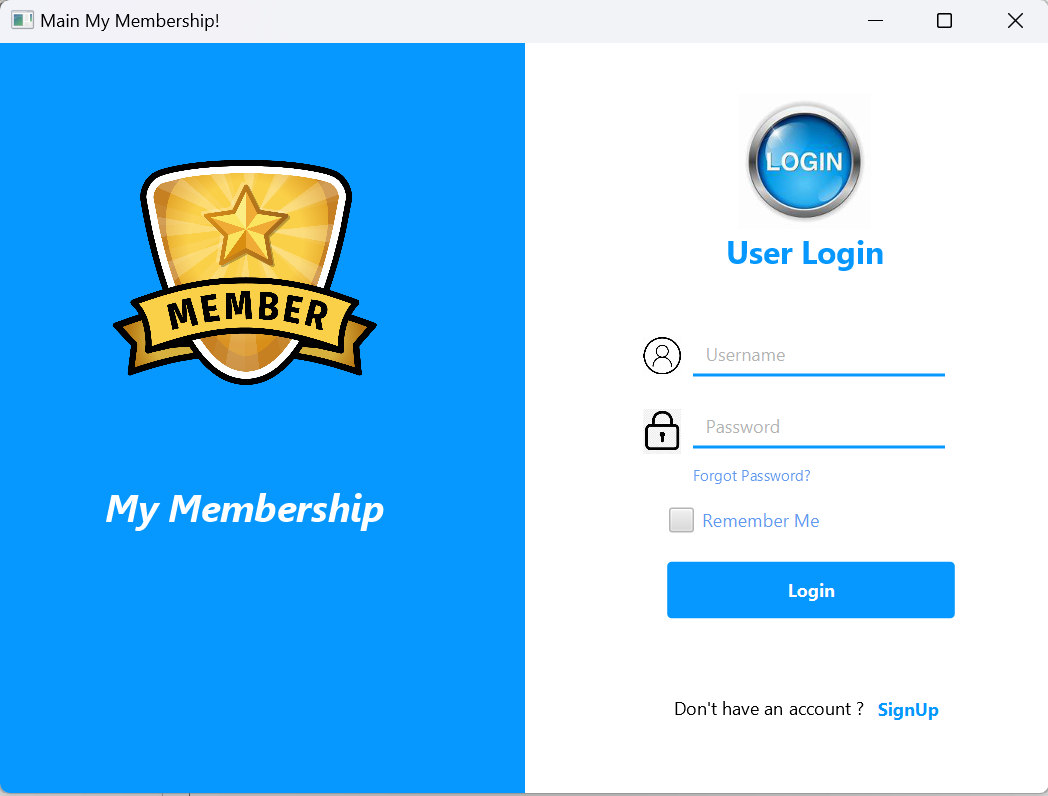 Main My Membership!
MEMBER
My Membership
LOGIN
User Login
Username
Password
Forgot Password?
Remember Me
Login
Don't have an account ? SignUp